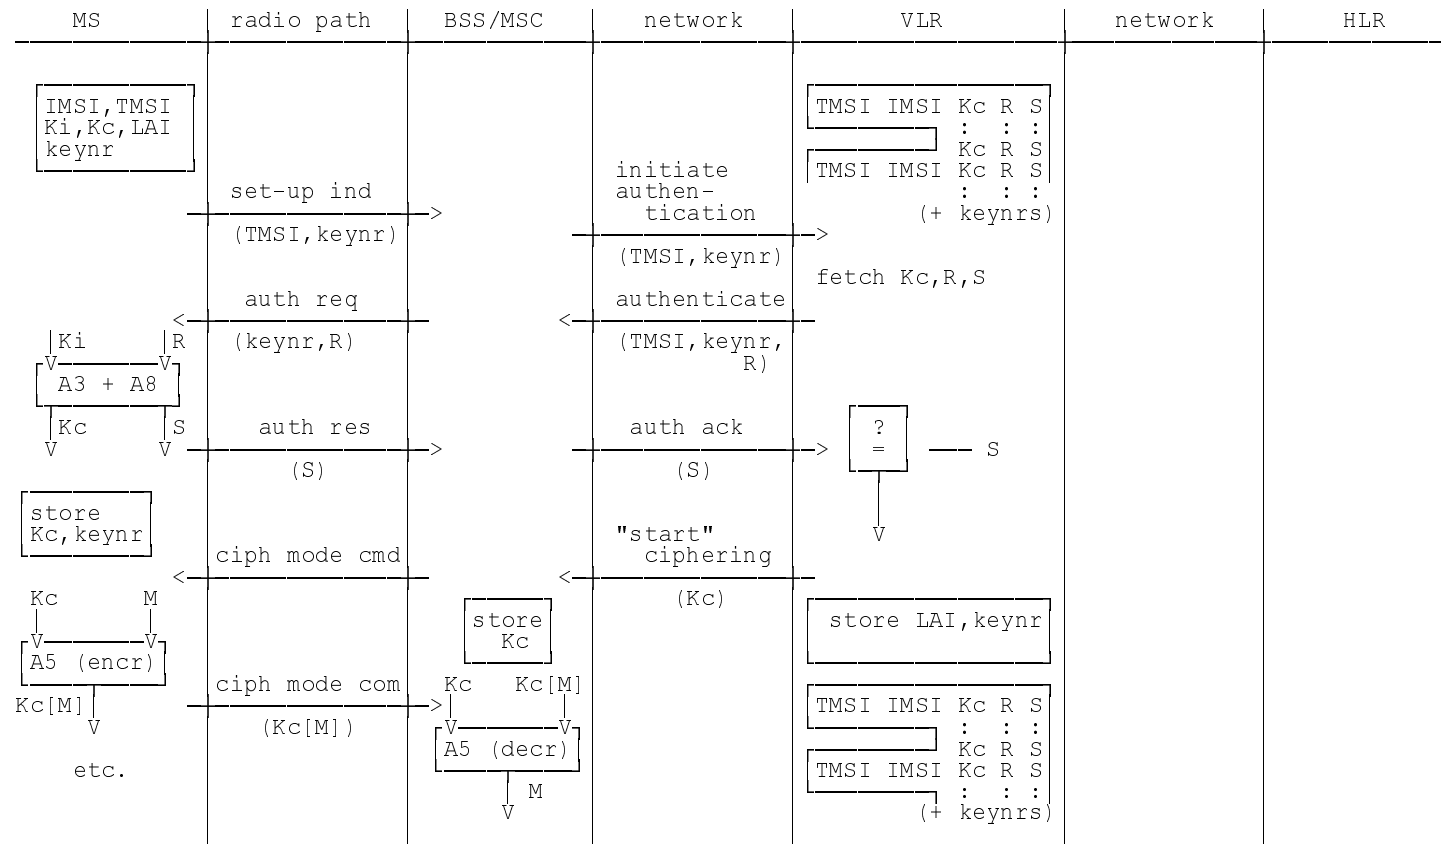 MS radio path BSS/MSC network VLR network HLR
IMSI,TMSI
Ki,Kc,LAI
keynr
TMSI IMSI Kc R S
: : :
Kc R S
TMSI IMSI Kc R S
: : :
(+ keynrs)
set-up ind
(TMSI,keynr)
initiate
authen-
tication
(TMSI,keynr)
fetch Kc,R,S
auth req
(keynr,R)
authenticate
(TMSI,keynr,
R)
Ki R
A3 + A8
Kc S
auth res
(S)
auth ack
(S)
?
=
S
store
Kc,keynr
ciph mode cmd
"start"
ciphering
(Kc)
Kc M
A5 (encr)
Kc[M]
etc.
store
Kc
store LAI,keynr
ciph mode com
(Kc[M])
Kc Kc[M]
A5 (decr)
M
TMSI IMSI Kc R S
: : :
Kc R S
TMSI IMSI Kc R S
: : :
(+ keynrs)